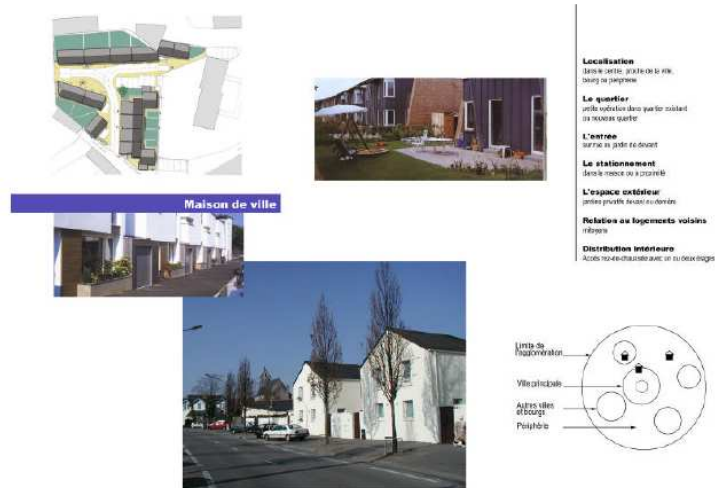 Maison de ville
Localisation
dans le centre, proche de la ville,
bourg ou périphérie
Le quartier
petite opération dans quartier existant
ou nouveau quartier
L'entrée
sur rue ou jardin de devant
Le stationnement
dans la maison ou à proximité
L'espace extérieur
jardins privatifs devant ou derrière
Relation au logements voisins
mitoyens
Distribution intérieure
Accès rez-de-chaussée avec un ou deux étages
Limite de
l'agglomération
Ville principale
Autres villes
et bourgs
Périphérie